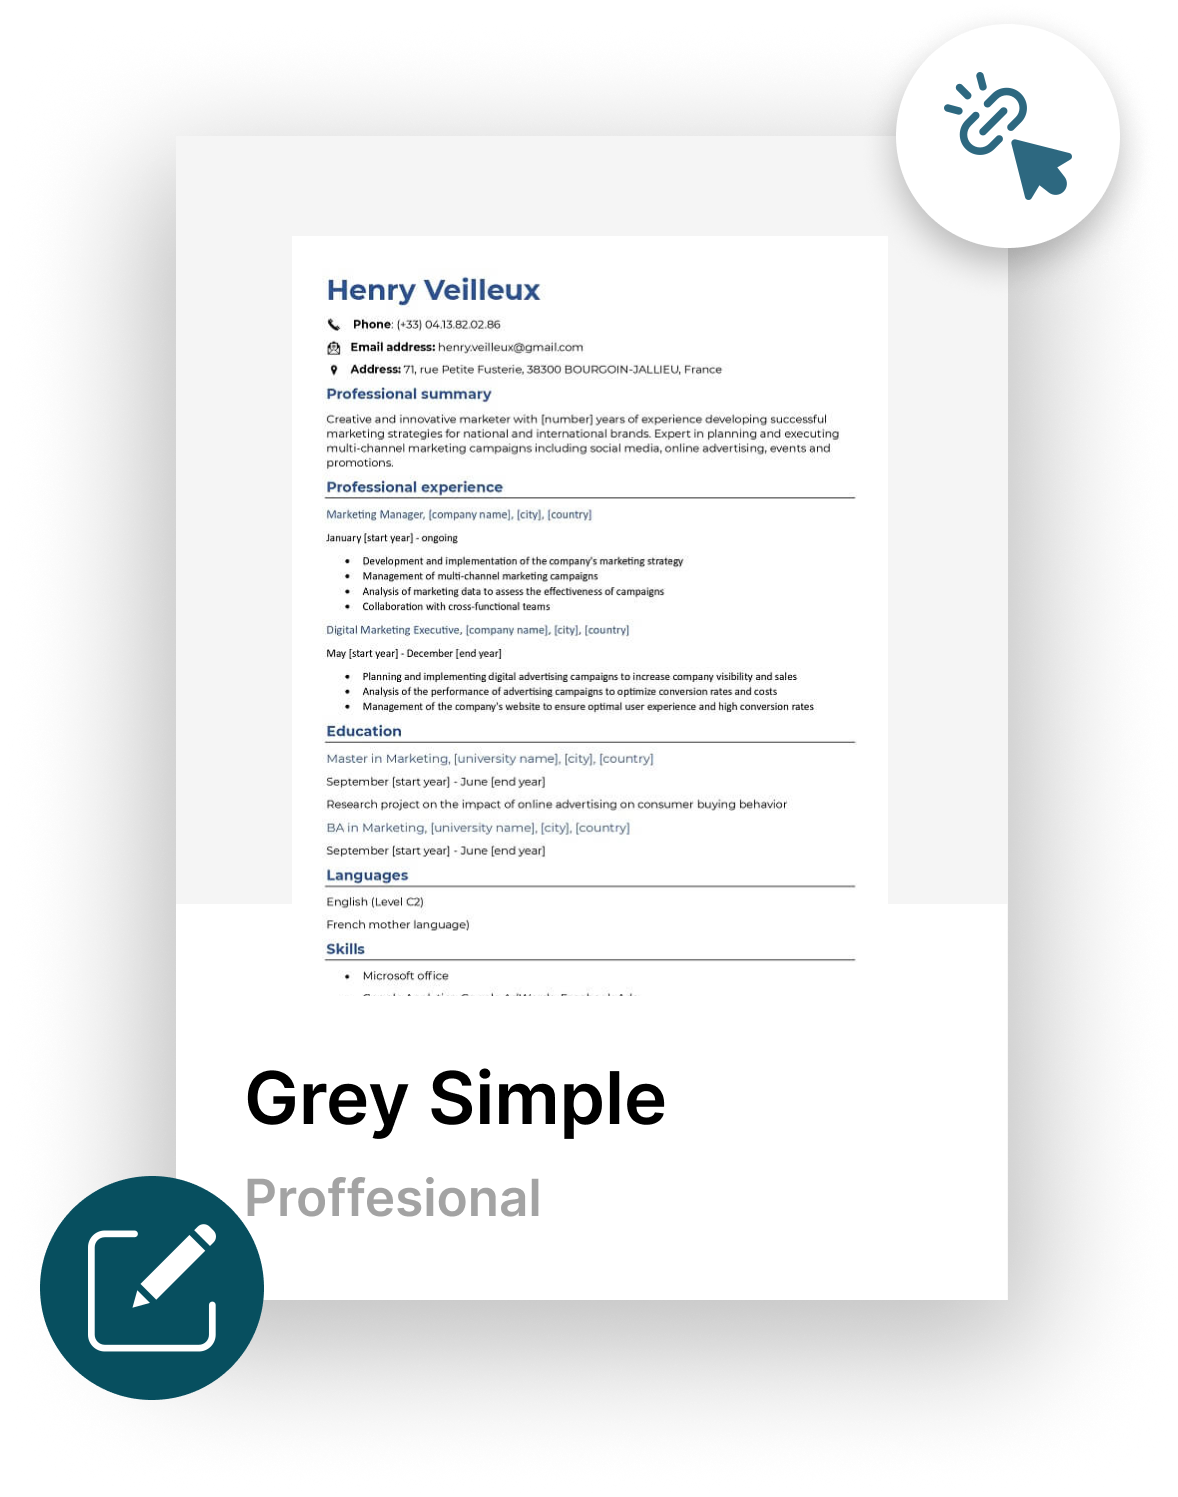 Henry Veilleux
Phone: (+33) 04.13.82.02.86
Email address: henry.veilleux@gmail.com
Address: 71, rue Petite Fusterie, 38300 BOURGOIN-JALLIEU, France
Professional summary
Creative and innovative marketer with [number] years of experience developing successful
marketing strategies for national and international brands. Expert in planning and executing
multi-channel marketing campaigns including social media, online advertising, events and
promotions.
Professional experience
Marketing Manager, [company name], [city], [country]
January [start year] - ongoing
• Development and implementation of the company's marketing strategy
• Management of multi-channel marketing campaigns
• Analysis of marketing data to assess the effectiveness of campaigns
• Collaboration with cross-functional teams
Digital Marketing Executive, [company name], [city], [country]
May [start year] - December [end year]
• Planning and implementing digital advertising campaigns to increase company visibility and sales
• Analysis of the performance of advertising campaigns to optimize conversion rates and costs
• Management of the company's website to ensure optimal user experience and high conversion rates
Education
Master in Marketing, [university name], [city], [country]
September [start year] - June [end year]
Research project on the impact of online advertising on consumer buying behavior
BA in Marketing, [university name], [city], [country]
September [start year] - June [end year]
Languages
English (Level C2)
French mother language)
Skills
• Microsoft office
Grey Simple
Proffesional